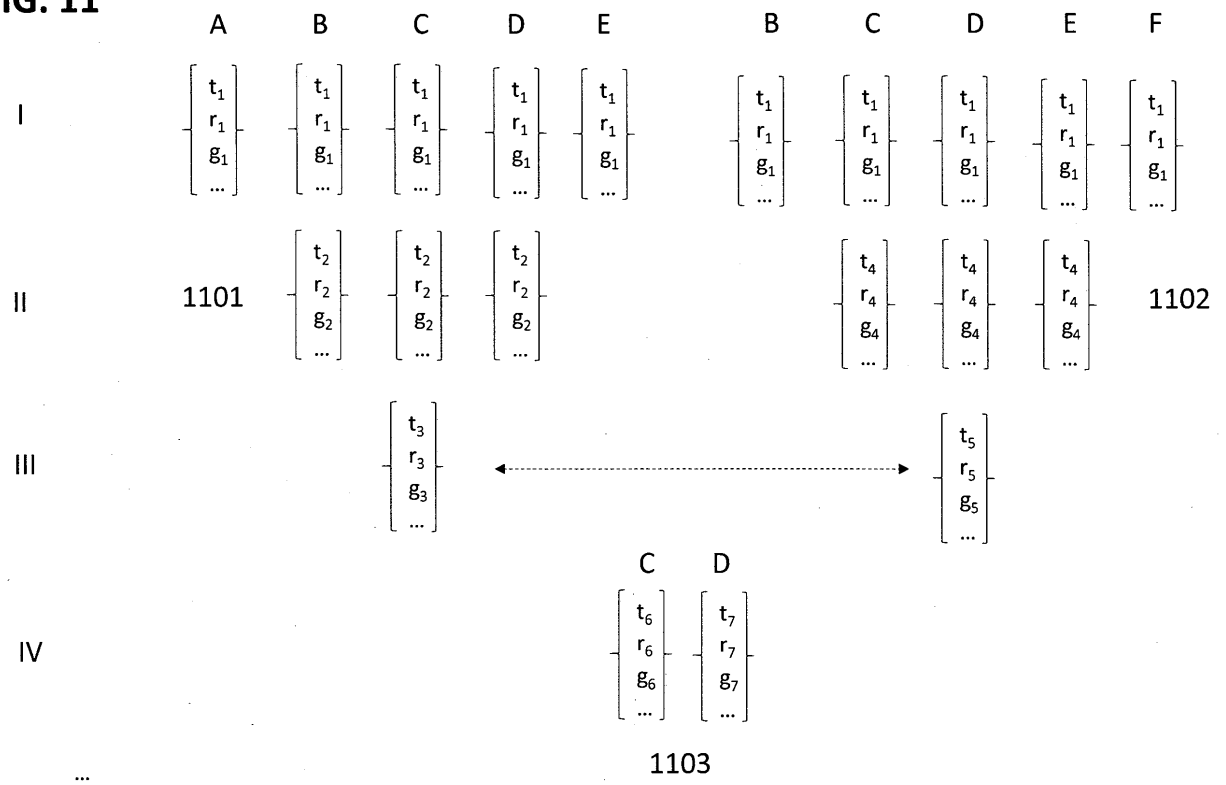 IG. 11
A B C D E B C D E F
I
t₁ t₁ t₁ t₁ t₁ t₁ t₁ t₁ t₁ t₁
r₁ r₁ r₁ r₁ r₁ r₁ r₁ r₁ r₁ r₁
g₁ g₁ g₁ g₁ g₁ g₁ g₁ g₁ g₁ g₁
... ... ... ... ... ... ... ... ... ...
II
t₂ t₂ t₂ t₄ t₄ t₄
1101 r₂ r₂ r₂ r₄ r₄ r₄ 1102
g₂ g₂ g₂ g₄ g₄ g₄
... ... ... ... ... ...
III
t₃ t₅
r₃ r₅
g₃ g₅
... ...
C D
IV
t₆ t₇
r₆ r₇
g₆ g₇
... ...
1103
...